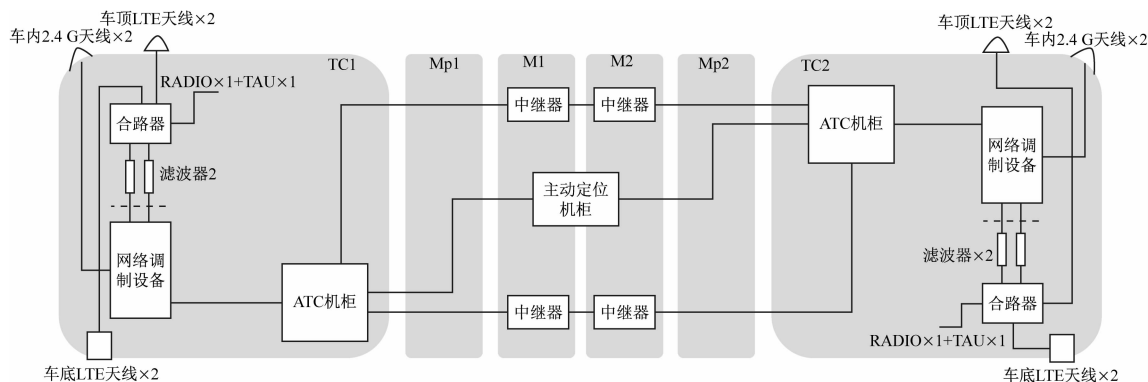 车顶LTE天线×2
车内2.4 G天线×2
TC1
Mp1
M1
M2
Mp2
TC2
车顶LTE天线×2
车内2.4 G天线×2
RADIO×1+TAU×1
合路器
滤波器2
网络调
制设备
ATC机柜
中继器
中继器
主动定位
机柜
中继器
中继器
ATC机柜
网络调
制设备
滤波器×2
合路器
RADIO×1+TAU×1
车底LTE天线×2
车底LTE天线×2